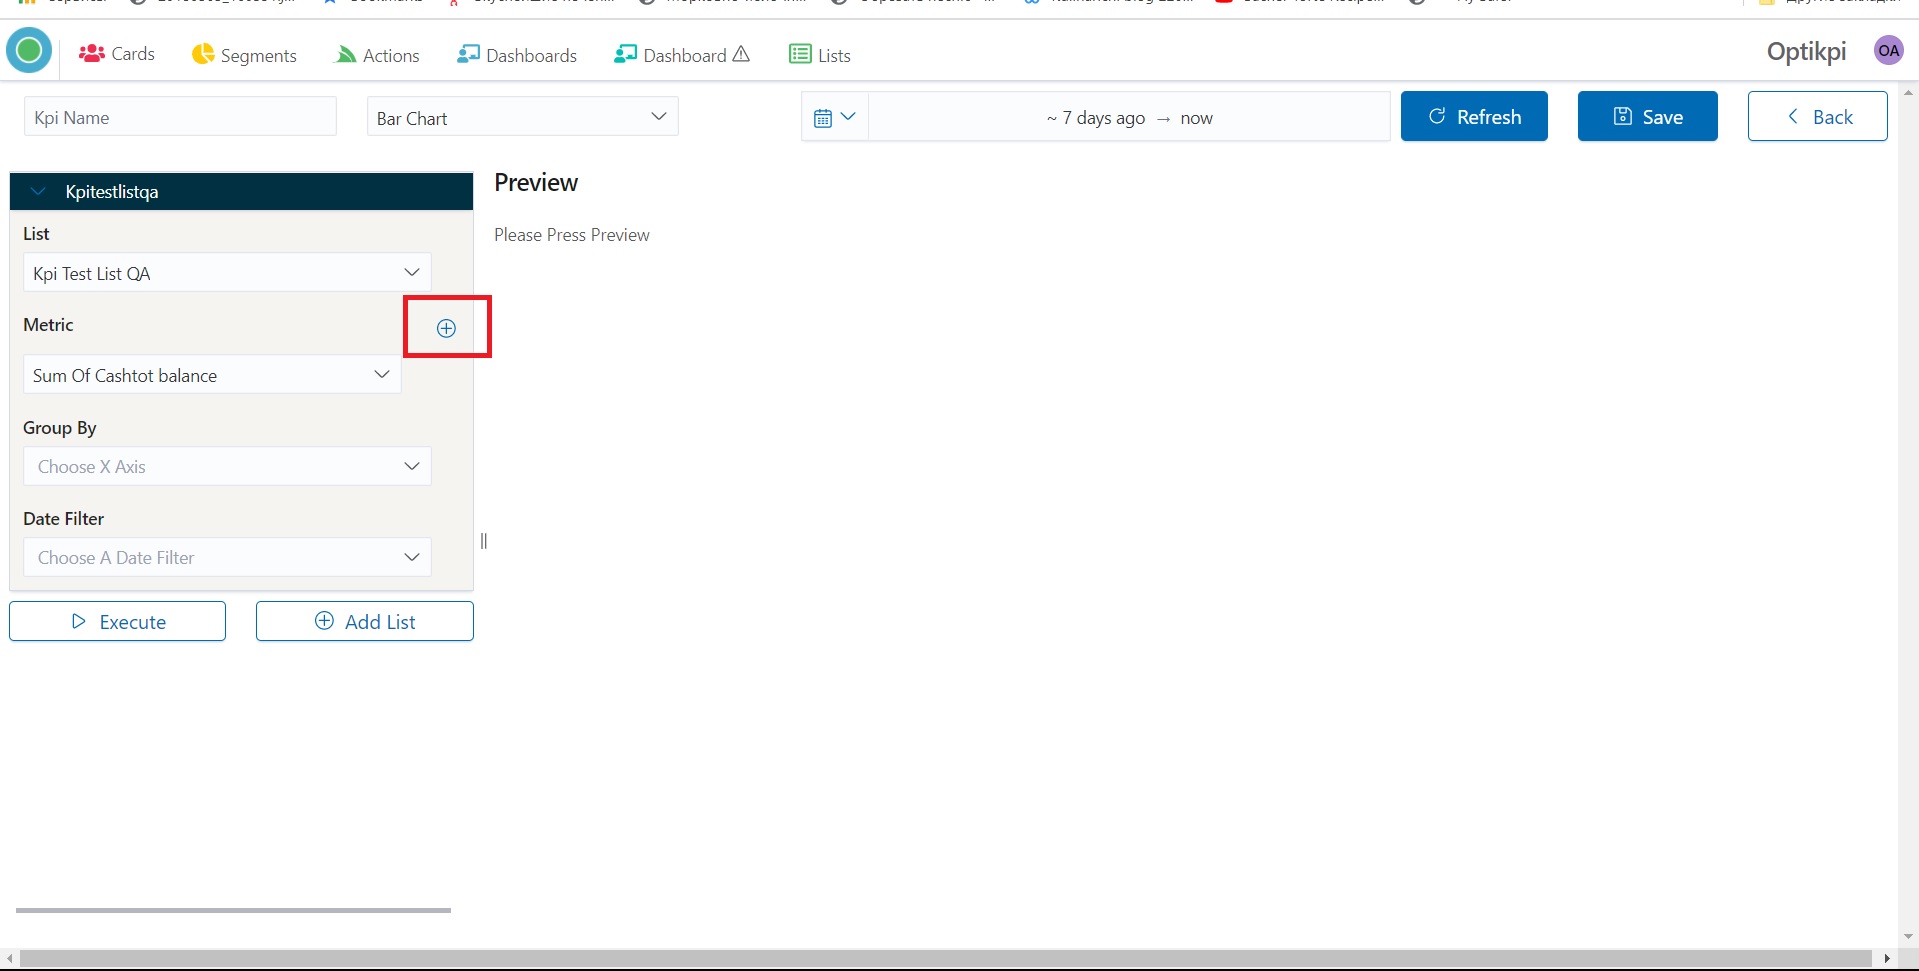 Cards
Segments
Actions
Dashboards
Dashboard
Lists
Optikpi
OA
Kpi Name
Bar Chart
~ 7 days ago → now
Refresh
Save
Back
Kpitestlistqa
Preview
Please Press Preview
List
Kpi Test List QA
Metric
Sum Of Cashtot balance
Group By
Choose X Axis
Date Filter
Choose A Date Filter
Execute
Add List